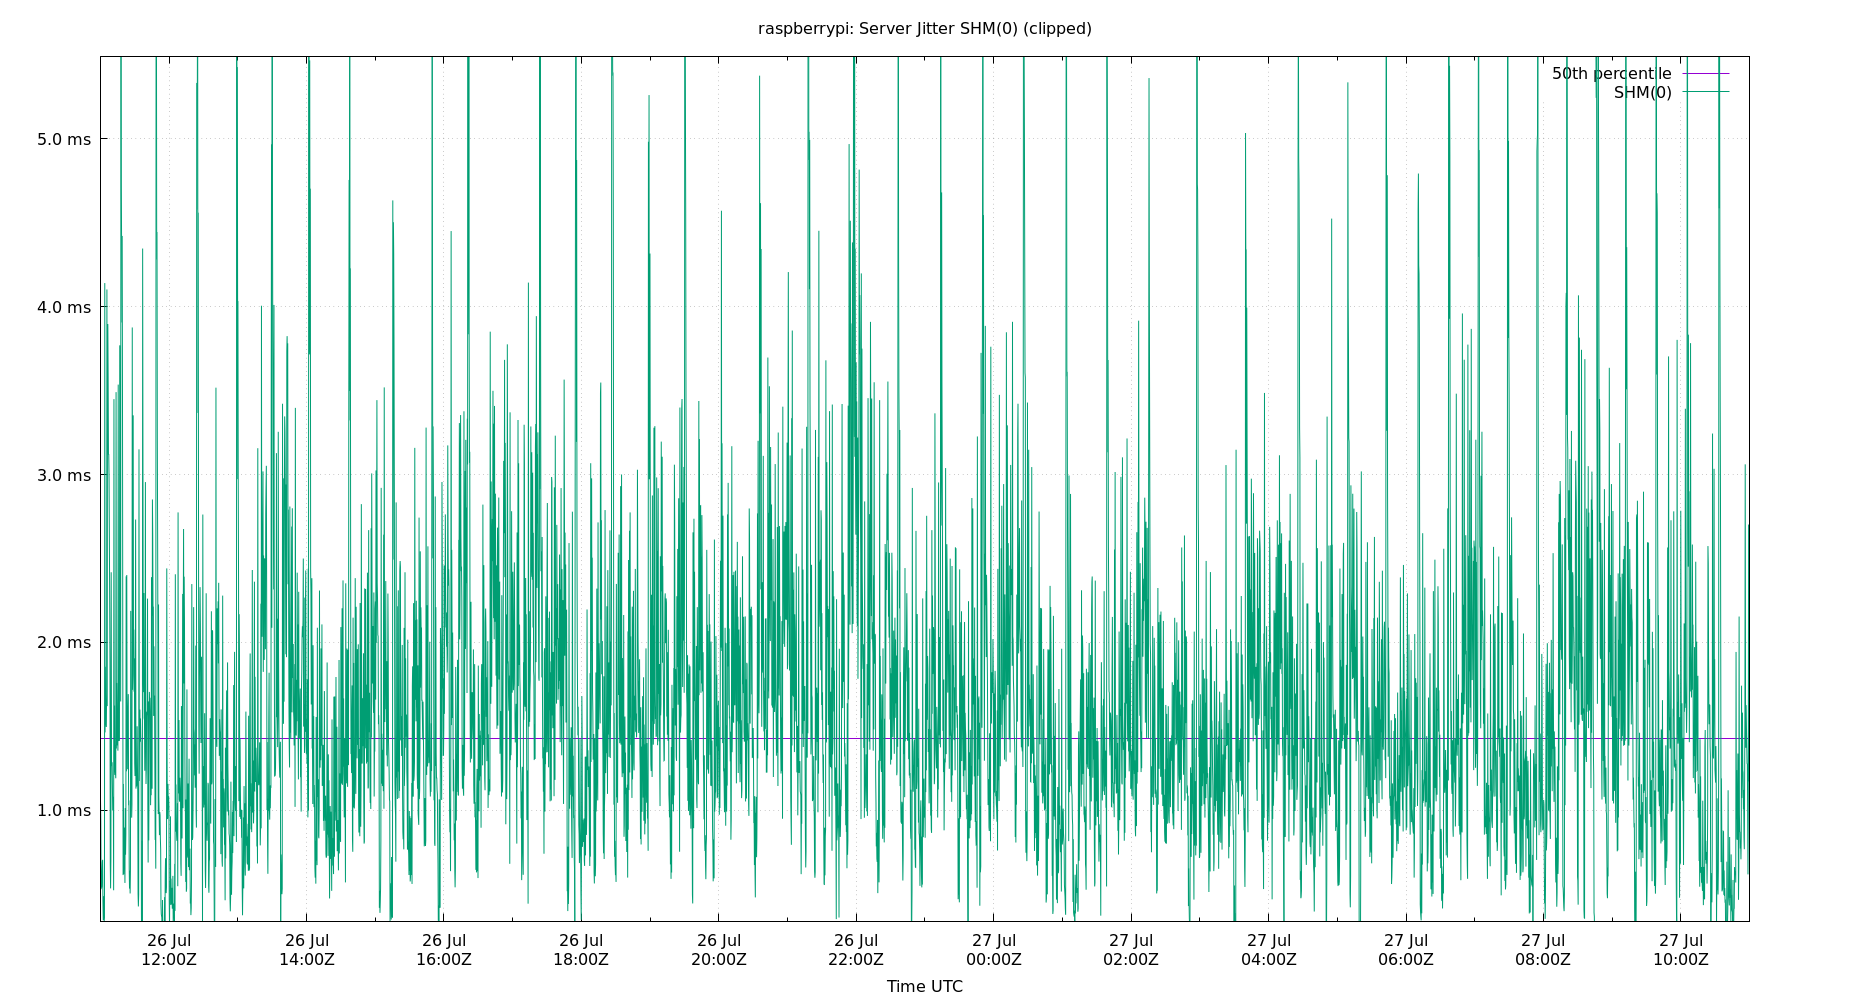 raspberrypi: Server Jitter SHM(0) (clipped)
50th percentile
SHM(0)
5.0 ms
4.0 ms
3.0 ms
2.0 ms
1.0 ms
26 Jul 26 Jul 26 Jul 26 Jul 26 Jul 26 Jul 27 Jul 27 Jul 27 Jul 27 Jul 27 Jul 27 Jul
12:00Z 14:00Z 16:00Z 18:00Z 20:00Z 22:00Z 00:00Z 02:00Z 04:00Z 06:00Z 08:00Z 10:00Z
Time UTC